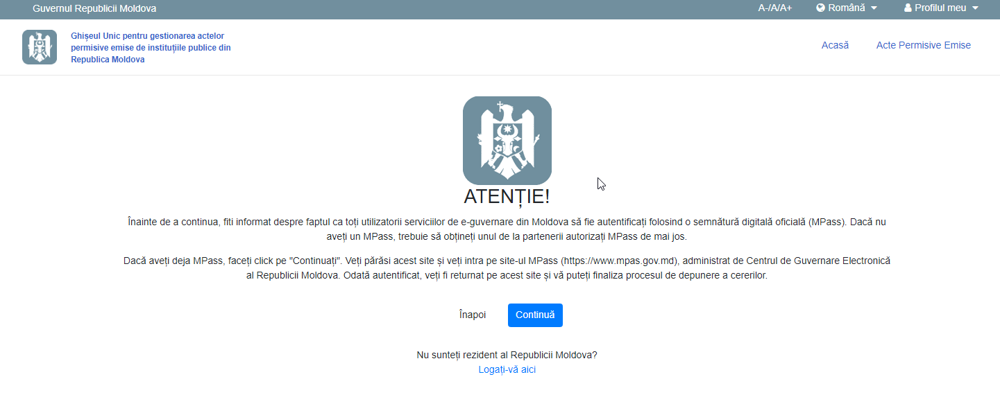 Guvernul Republicii Moldova
A-/A/A+
Română
Profilul meu
Ghișeul Unic pentru gestionarea actelor
permisive emise de instituțiile publice din
Republica Moldova
Acasă
Acte Permisive Emise
ATENȚIE!
Înainte de a continua, fiti informat despre faptul ca toți utilizatorii serviciilor de e-guvernare din Moldova să fie autentificați folosind o semnătură digitală oficială (MPass). Dacă nu
aveți un MPass, trebuie să obțineți unul de la partenerii autorizați MPass de mai jos.
Dacă aveți deja MPass, faceți click pe "Continuați". Veți părăsi acest site și veți intra pe site-ul MPass (https://www.mpas.gov.md), administrat de Centrul de Guvernare Electronică
al Republicii Moldova. Odată autentificat, veți fi returnat pe acest site și vă puteți finaliza procesul de depunere a cererilor.
Înapoi
Continuă
Nu sunteți rezident al Republicii Moldova?
Logați-vă aici